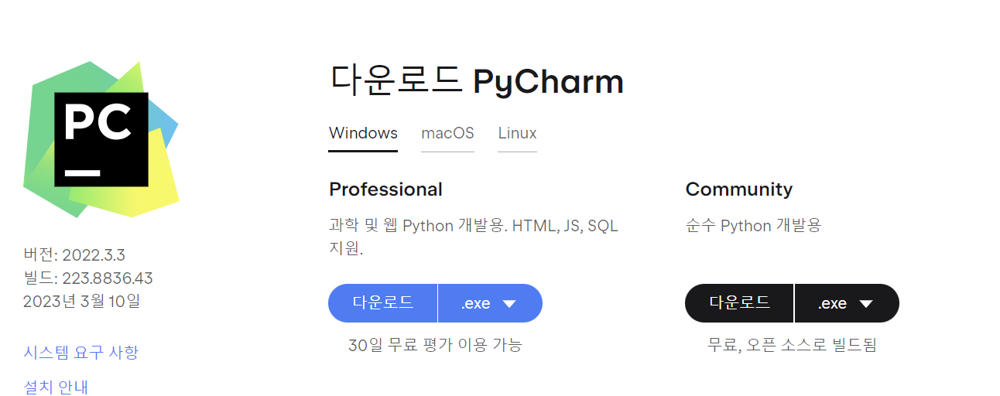 PC
다운로드 PyCharm
Windows macOS Linux
Professional
과학 및 웹 Python 개발용. HTML, JS, SQL
지원.
다운로드 .exe
30일 무료 평가 이용 가능
Community
순수 Python 개발용
다운로드 .exe
무료, 오픈 소스로 빌드됨
버전: 2022.3.3
빌드: 223.8836.43
2023년 3월 10일
시스템 요구 사항
설치 안내